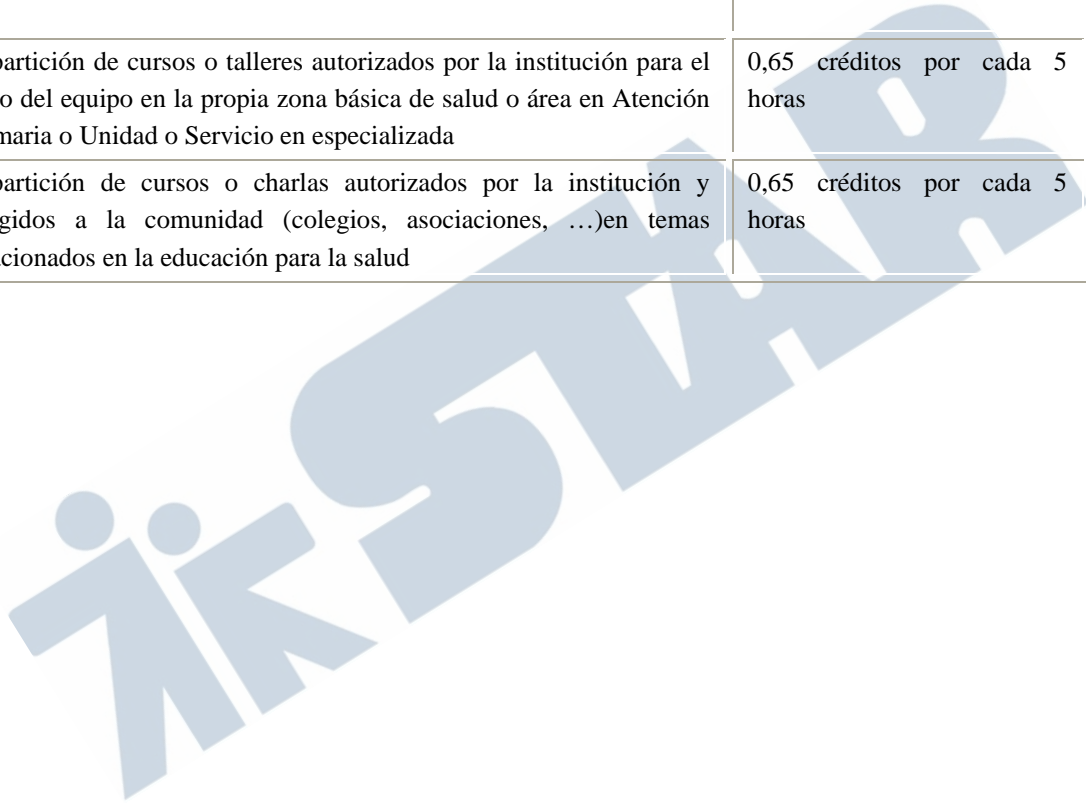 partición de cursos o talleres autorizados por la institución para el
o del equipo en la propia zona básica de salud o área en Atención
maria o Unidad o Servicio en especializada
0,65 créditos por cada 5
horas
partición de cursos o charlas autorizados por la institución y
gidos a la comunidad (colegios, asociaciones, …)en temas
acionados en la educación para la salud
0,65 créditos por cada 5
horas
STAR